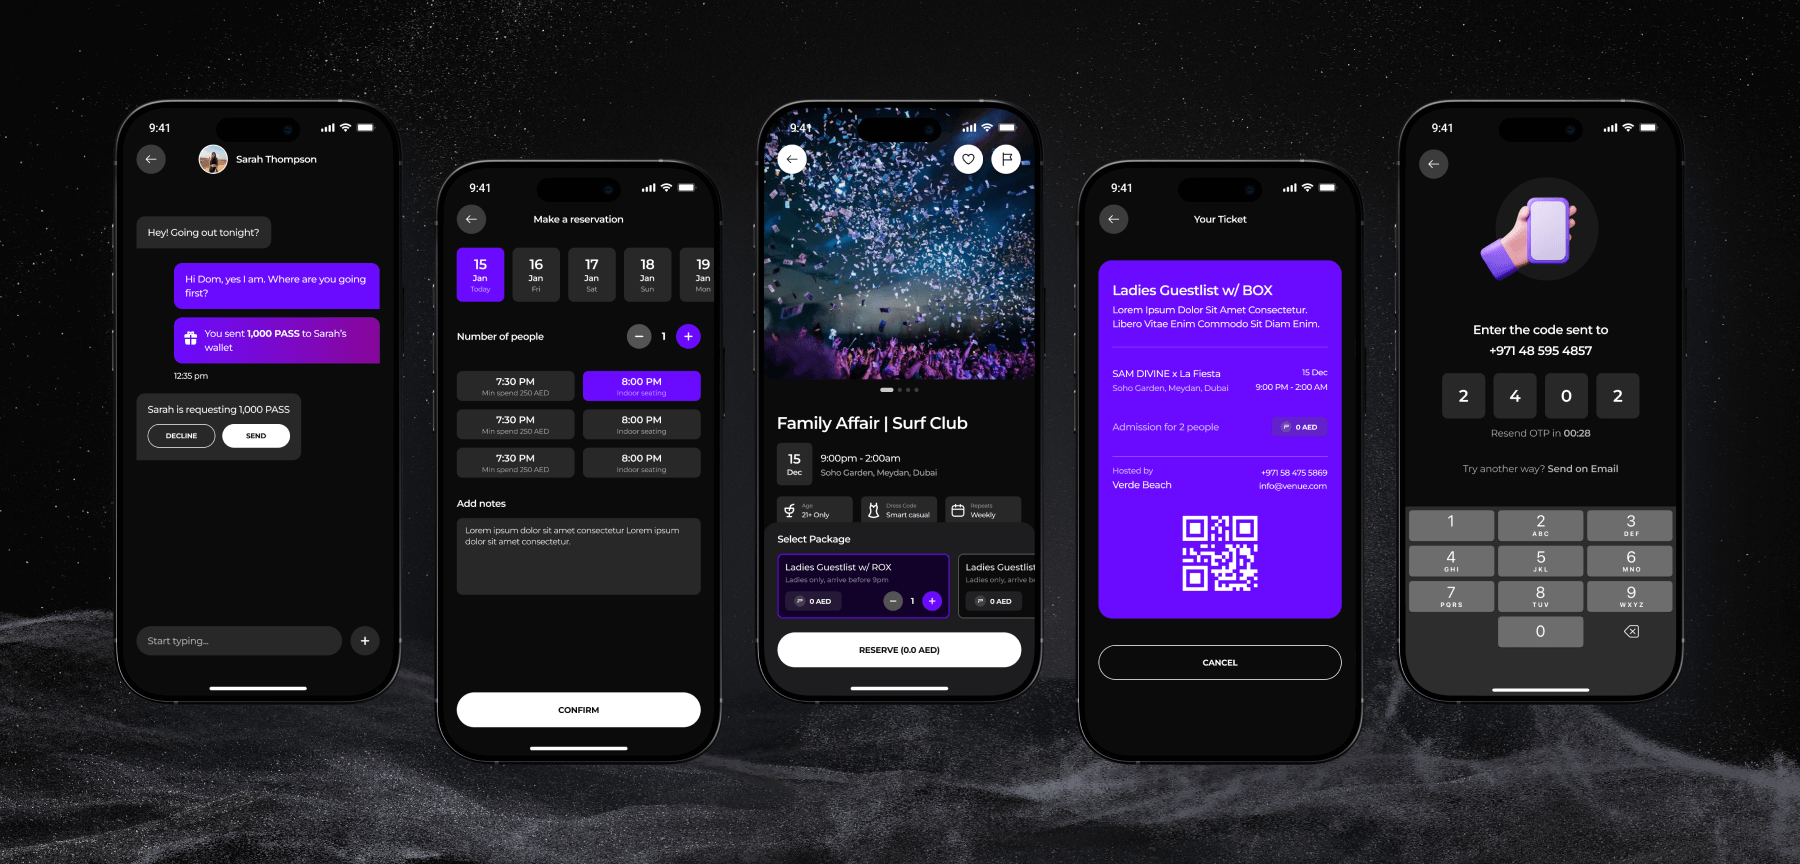 9:41
Sarah Thompson
Hey! Going out tonight?
Hi Dom, yes I am. Where are you going
first?
You sent 1,000 PASS to Sarah's
wallet
12:35 pm
Sarah is requesting 1,000 PASS
DECLINE
SEND
Start typing...
9:41
Make a reservation
15
Jan
Today
16
Jan
Fri
17
Jan
Sat
18
Jan
Sun
19
Jan
Mon
Number of people
1
7:30 PM
Min spend 250 AED
8:00 PM
Indoor seating
7:30 PM
Min spend 250 AED
8:00 PM
Indoor seating
7:30 PM
Min spend 250 AED
8:00 PM
Indoor seating
Add notes
Lorem ipsum dolor sit amet consectetur Lorem ipsum
dolor sit amet consectetur.
CONFIRM
9:41
Family Affair | Surf Club
15
Dec
9:00pm - 2:00am
Soho Garden, Meydan, Dubai
Age
21+ Only
Dress Code
Smart casual
Repeats
Weekly
Select Package
Ladies Guestlist w/ ROX
Ladies only, arrive before 9pm
0 AED
1
Ladies Guestlist
Ladies only, arrive be
0 AED
RESERVE (0.0 AED)
9:41
Your Ticket
Ladies Guestlist w/ BOX
Lorem Ipsum Dolor Sit Amet Consectetur.
Libero Vitae Enim Commodo Sit Diam Enim.
SAM DIVINE x La Fiesta
15 Dec
Soho Garden, Meydan, Dubai
9:00 PM - 2:00 AM
Admission for 2 people
0 AED
Hosted by
+971 58 475 5869
Verde Beach
info@venue.com
CANCEL
9:41
Enter the code sent to
+971 48 595 4857
2 4 0 2
Resend OTP in 00:28
Try another way? Send on Email
1
2
ABC
3
DEF
4
GHI
5
JKL
6
MNO
7
PQRS
8
TUV
9
WXYZ
0